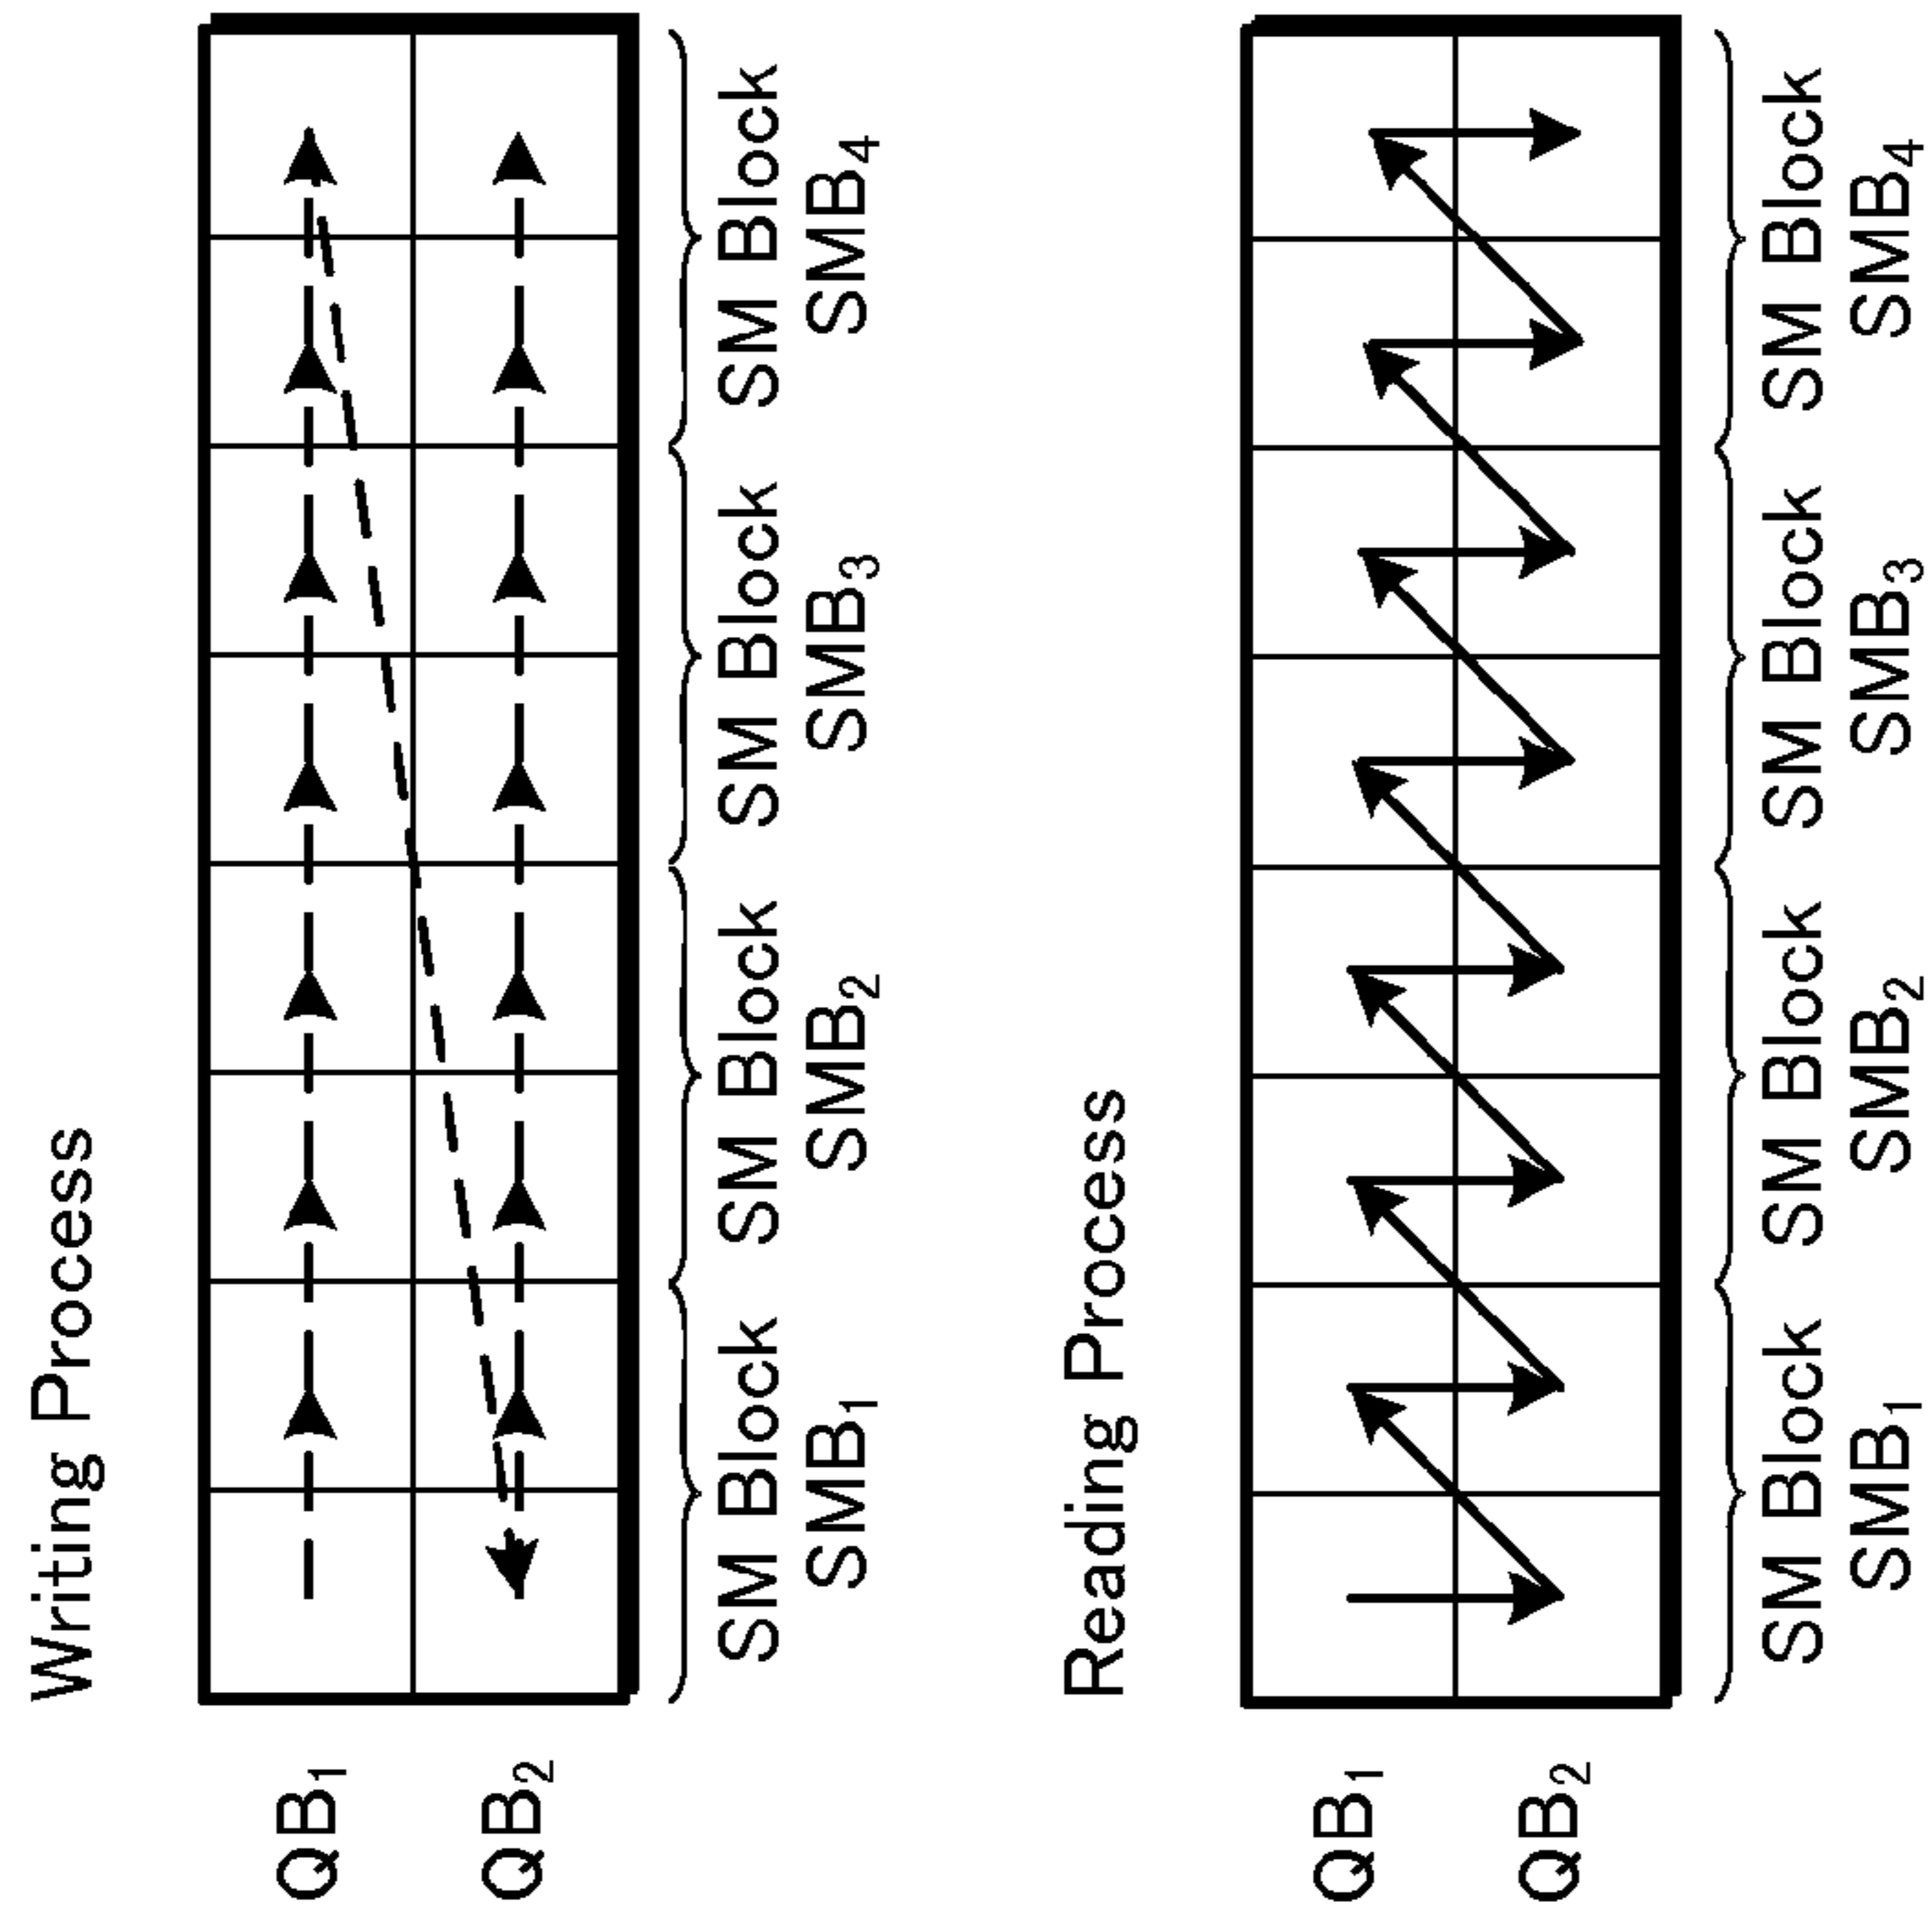 Writing Process
QB1
QB2
SM Block SM Block SM Block SM Block
SMB1 SMB2 SMB3 SMB4
Reading Process
QB1
QB2
SM Block SM Block SM Block SM Block
SMB1 SMB2 SMB3 SMB4